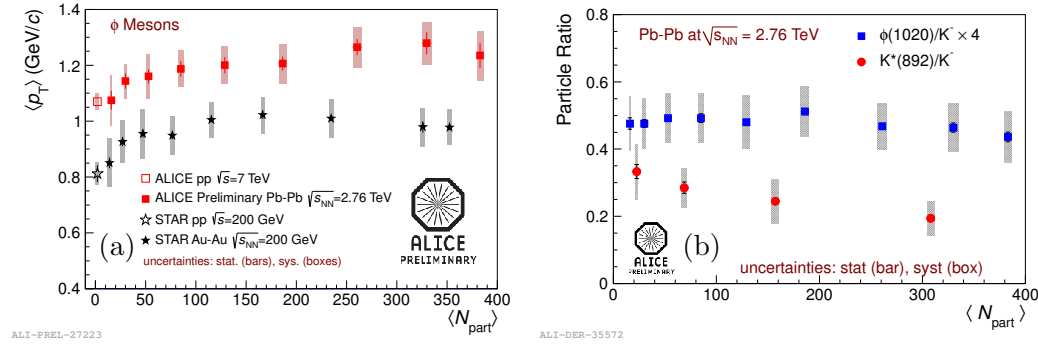 ⟨p_T⟩ (GeV/c)
1.4
1.2
1
0.8
0.6
0.4
ϕ Mesons
ALICE pp √s=7 TeV
ALICE Preliminary Pb-Pb √s_NN=2.76 TeV
STAR pp √s=200 GeV
STAR Au-Au √s_NN=200 GeV
uncertainties: stat. (bars), sys. (boxes)
(a)
ALICE
PRELIMINARY
0 50 100 150 200 250 300 350 400
⟨N_part⟩
ALI-PREL-27223
Particle Ratio
0.8
0.6
0.4
0.2
0
Pb-Pb at √s_NN = 2.76 TeV
ϕ(1020)/K⁻ × 4
K*(892)/K⁻
ALICE
PRELIMINARY
(b)
uncertainties: stat (bar), syst (box)
0 100 200 300 400
⟨ N_part ⟩
ALI-DER-35572